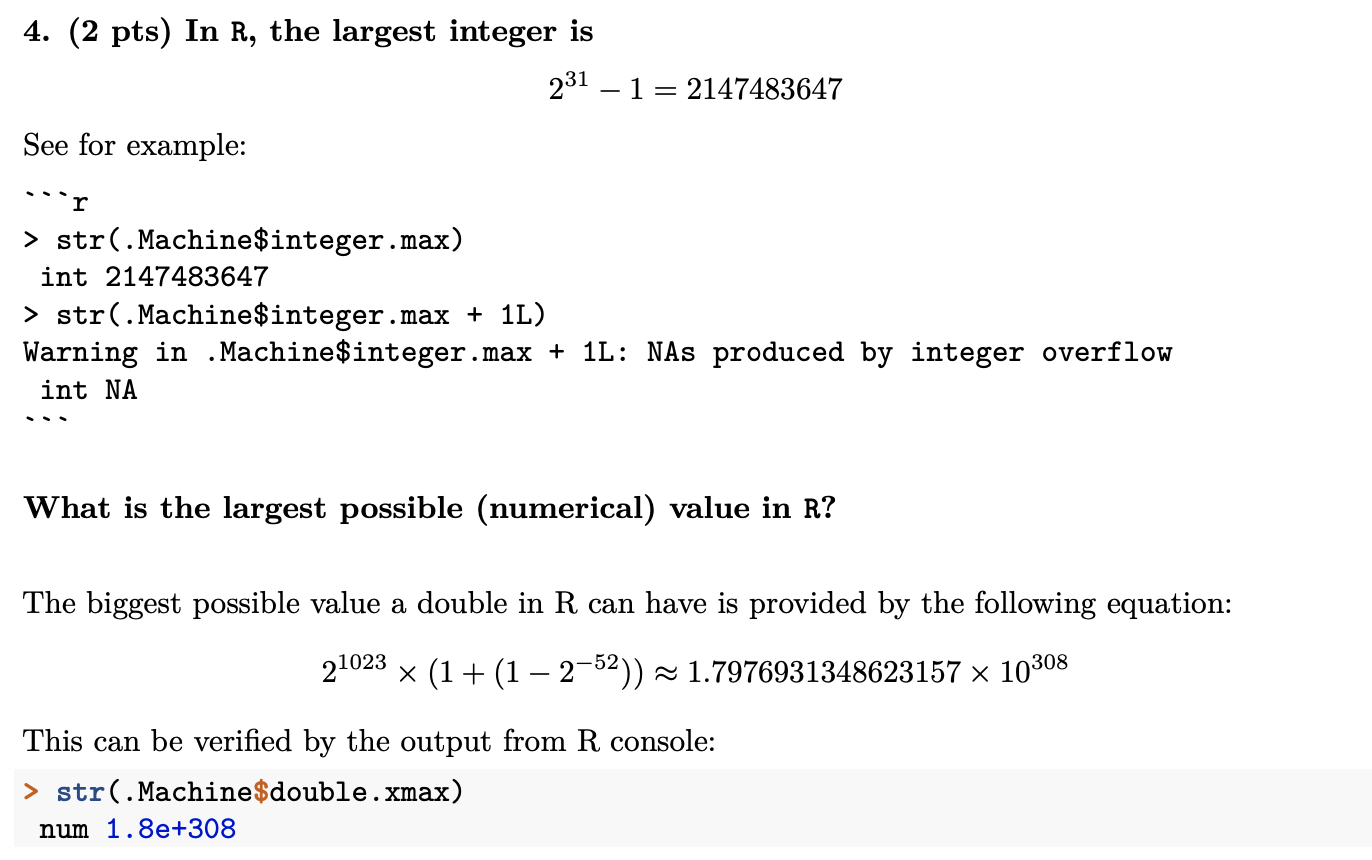 4. (2 pts) In R, the largest integer is
2^31 − 1 = 2147483647
See for example:
```r
> str(.Machine$integer.max)
 int 2147483647
> str(.Machine$integer.max + 1L)
Warning in .Machine$integer.max + 1L: NAs produced by integer overflow
 int NA
```
What is the largest possible (numerical) value in R?
The biggest possible value a double in R can have is provided by the following equation:
2^1023 × (1 + (1 − 2^−52)) ≈ 1.7976931348623157 × 10^308
This can be verified by the output from R console:
> str(.Machine$double.xmax)
 num 1.8e+308